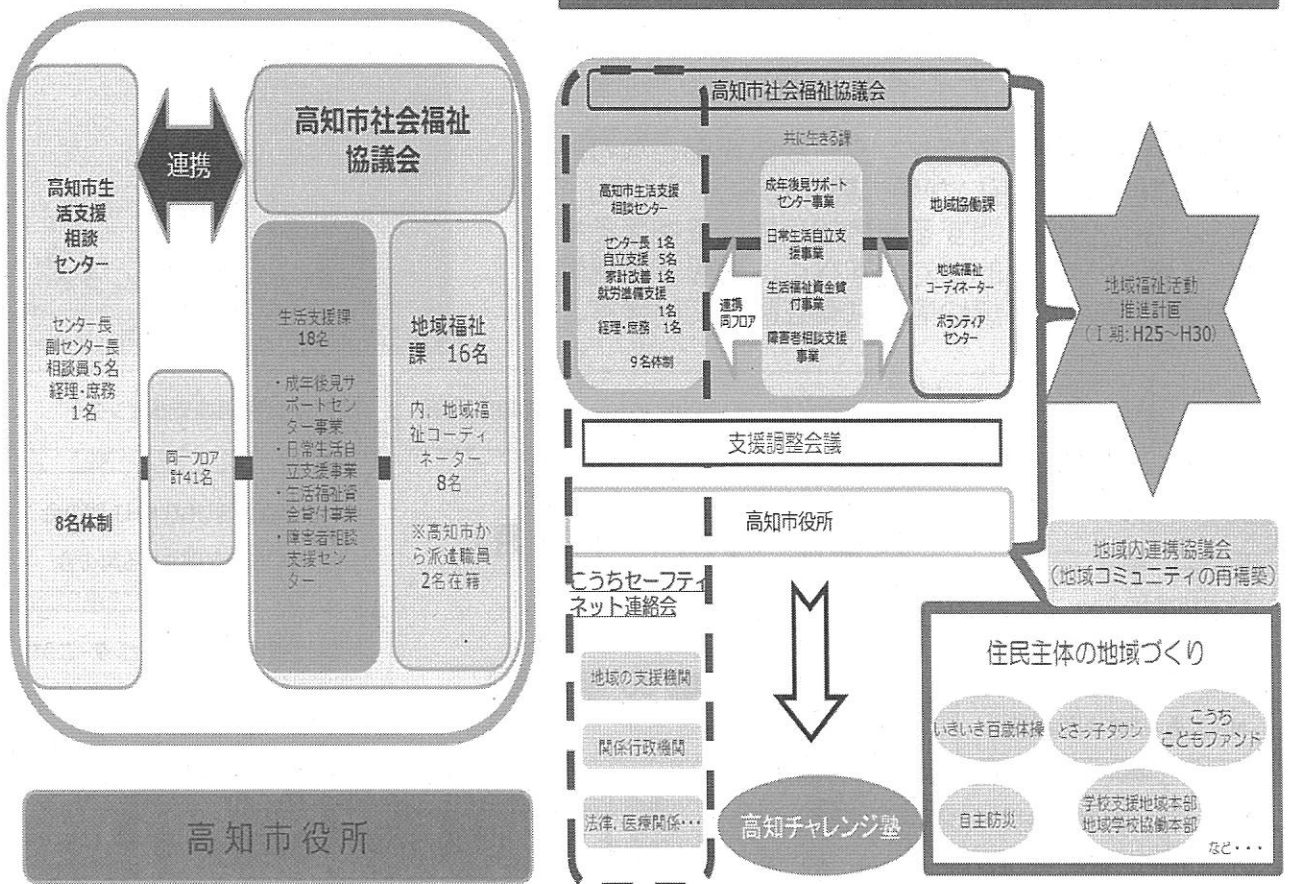 高知市生
活支援
相談
センター
センター長
副センター長
相談員5名
経理・庶務
1名
8名体制
連携
同一フロア
計41名
高知市社会福祉
協議会
生活支援課
18名
・成年後見サ
ポートセン
ター事業
・日常生活自
立支援事業
・生活福祉資
金貸付事業
・障害者相談
支援セン
ター
地域福祉
課 16名
内，地域福
祉コーディ
ネーター
8名
※高知市か
ら派遣職員
2名在籍
高知市役所
高知市社会福祉協議会
共に生きる課
高知市生活支援
相談センター
センター長 1名
自立支援 5名
家計改善 1名
就労準備支援
1名
経理・庶務 1名
9名体制
連携
同フロア
成年後見サポート
センター事業
日常生活自立支
援事業
生活福祉資金貸
付事業
障害者相談支援
事業
地域協働課
地域福祉
コーディネーター
ボランティア
センター
支援調整会議
高知市役所
こうちセーフティ
ネット連絡会
地域の支援機関
関係行政機関
法律，医療関係・・・
高知チャレンジ塾
地域福祉活動
推進計画
(Ⅰ期:H25～H30)
地域内連携協議会
(地域コミュニティの再構築)
住民主体の地域づくり
いきいき百歳体操
とさっ子タウン
こうち
こどもファンド
自主防災
学校支援地域本部
地域学校協働本部
など・・・